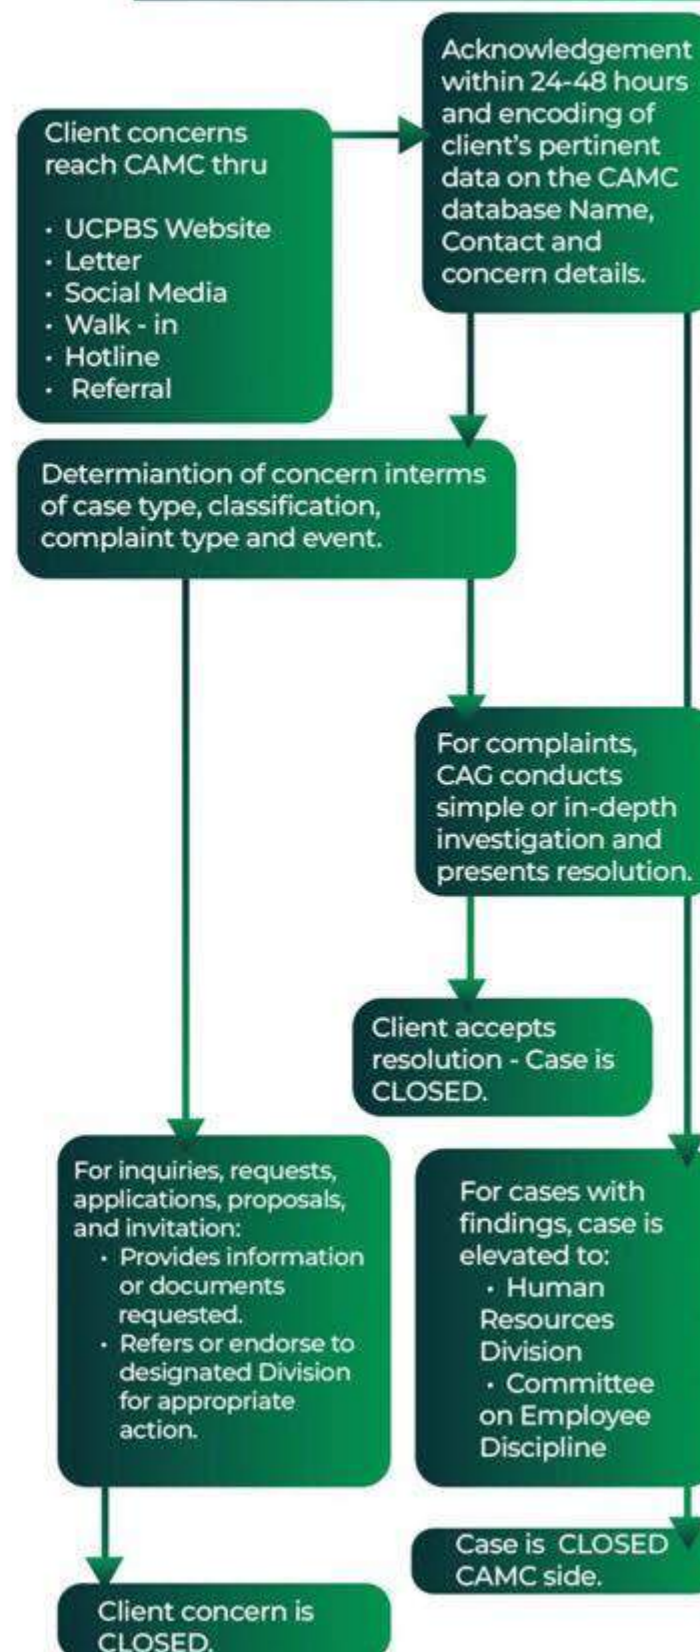 Client concerns
reach CAMC thru
• UCPBS Website
• Letter
• Social Media
• Walk - in
• Hotline
• Referral
Acknowledgement
within 24-48 hours
and encoding of
client's pertinent
data on the CAMC
database Name,
Contact and
concern details.
Determiantion of concern interms
of case type, classification,
complaint type and event.
For complaints,
CAG conducts
simple or in-depth
investigation and
presents resolution.
Client accepts
resolution - Case is
CLOSED.
For inquiries, requests,
applications, proposals,
and invitation:
• Provides information
or documents
requested.
• Refers or endorse to
designated Division
for appropriate
action.
For cases with
findings, case is
elevated to:
• Human
Resources
Division
• Committee
on Employee
Discipline
Case is CLOSED
CAMC side.
Client concern is
CLOSED.